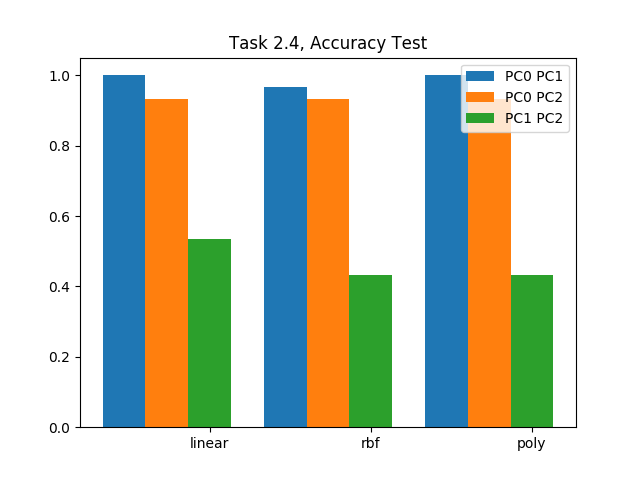 Task 2.4, Accuracy Test
1.0
0.8
0.6
0.4
0.2
0.0
PC0 PC1
PC0 PC2
PC1 PC2
linear
rbf
poly